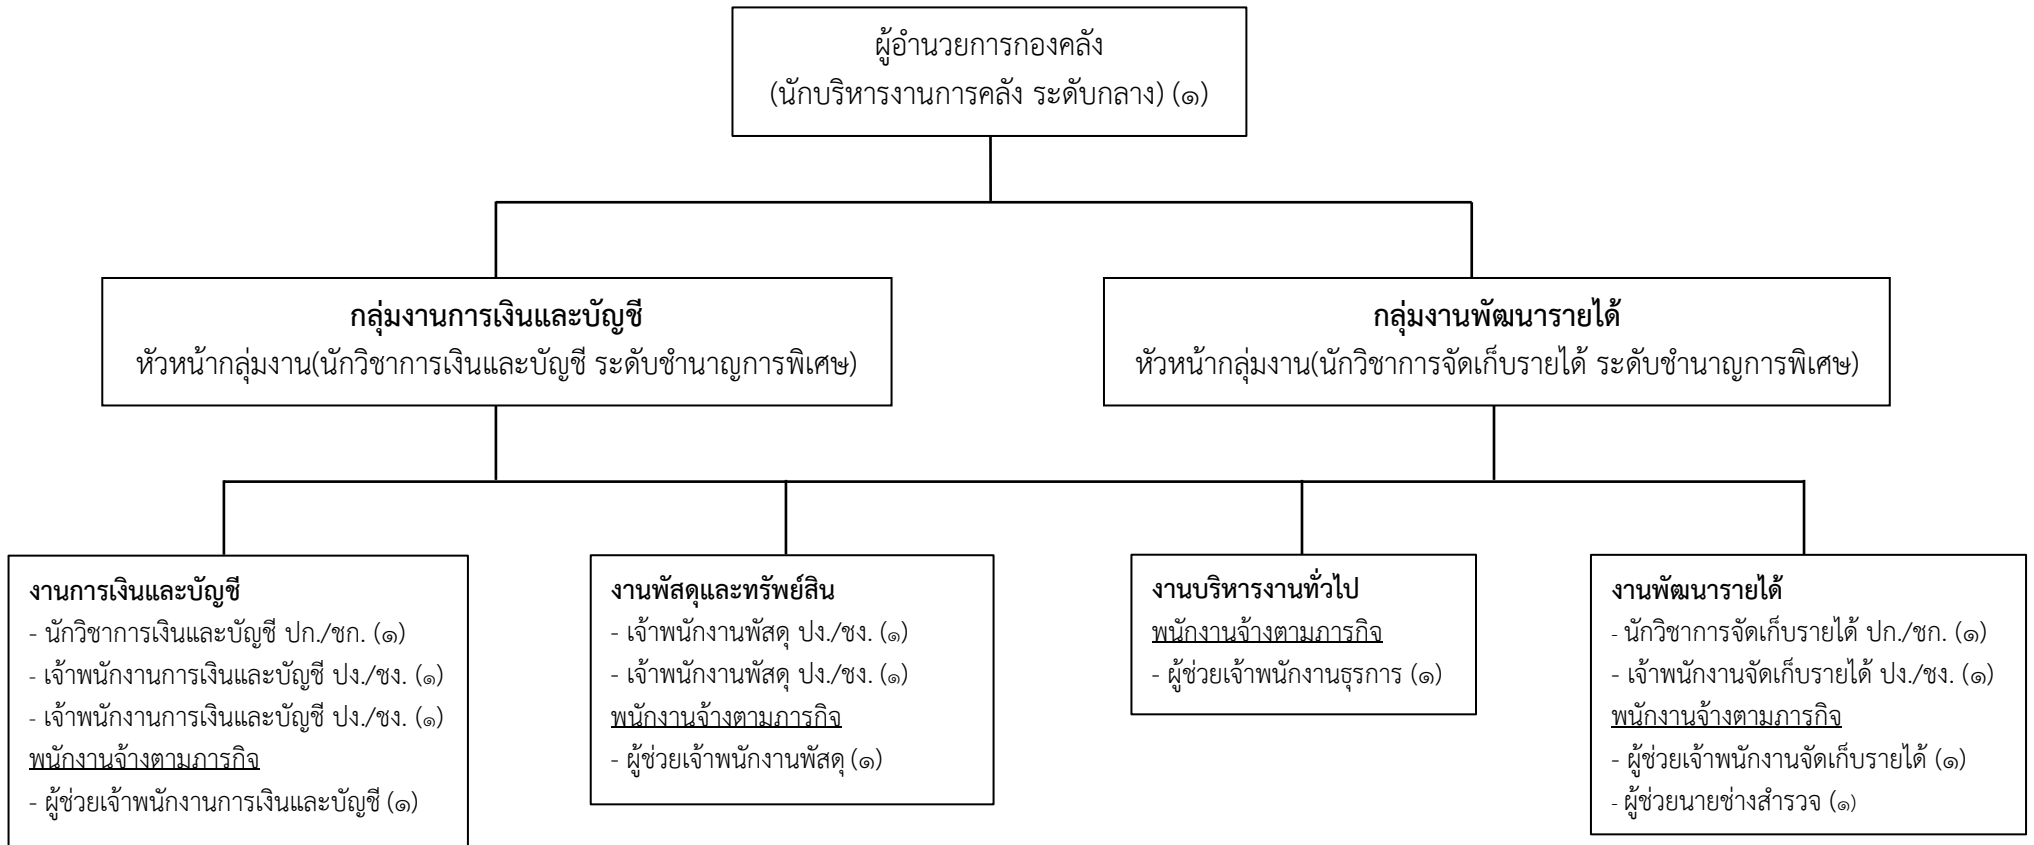 ผู้อำนวยการกองคลัง
(นักบริหารงานการคลัง ระดับกลาง) (๑)
กลุ่มงานการเงินและบัญชี
หัวหน้ากลุ่มงาน(นักวิชาการเงินและบัญชี ระดับชำนาญการพิเศษ)
กลุ่มงานพัฒนารายได้
หัวหน้ากลุ่มงาน(นักวิชาการจัดเก็บรายได้ ระดับชำนาญการพิเศษ)
งานการเงินและบัญชี
- นักวิชาการเงินและบัญชี ปก./ชก. (๑)
- เจ้าพนักงานการเงินและบัญชี ปง./ชง. (๑)
- เจ้าพนักงานการเงินและบัญชี ปง./ชง. (๑)
พนักงานจ้างตามภารกิจ
- ผู้ช่วยเจ้าพนักงานการเงินและบัญชี (๑)
งานพัสดุและทรัพย์สิน
- เจ้าพนักงานพัสดุ ปง./ชง. (๑)
- เจ้าพนักงานพัสดุ ปง./ชง. (๑)
พนักงานจ้างตามภารกิจ
- ผู้ช่วยเจ้าพนักงานพัสดุ (๑)
งานบริหารงานทั่วไป
พนักงานจ้างตามภารกิจ
- ผู้ช่วยเจ้าพนักงานธุรการ (๑)
งานพัฒนารายได้
- นักวิชาการจัดเก็บรายได้ ปก./ชก. (๑)
- เจ้าพนักงานจัดเก็บรายได้ ปง./ชง. (๑)
พนักงานจ้างตามภารกิจ
- ผู้ช่วยเจ้าพนักงานจัดเก็บรายได้ (๑)
- ผู้ช่วยนายช่างสำรวจ (๑)